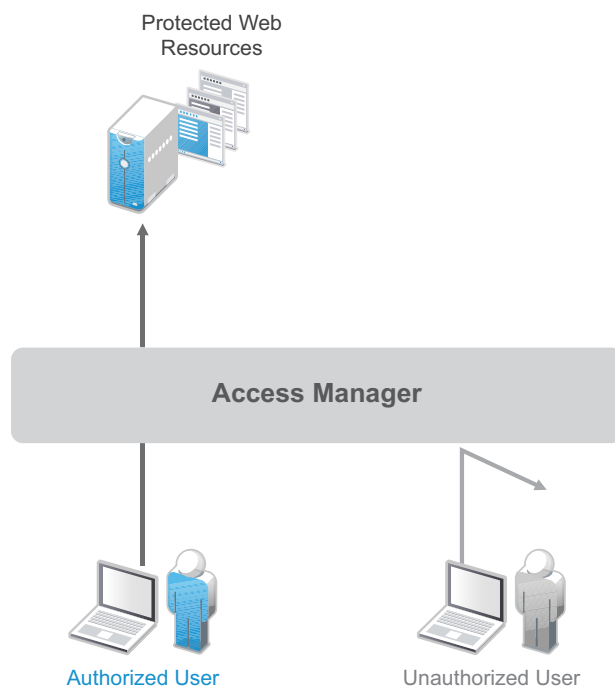 Protected Web
Resources
Access Manager
Authorized User
Unauthorized User